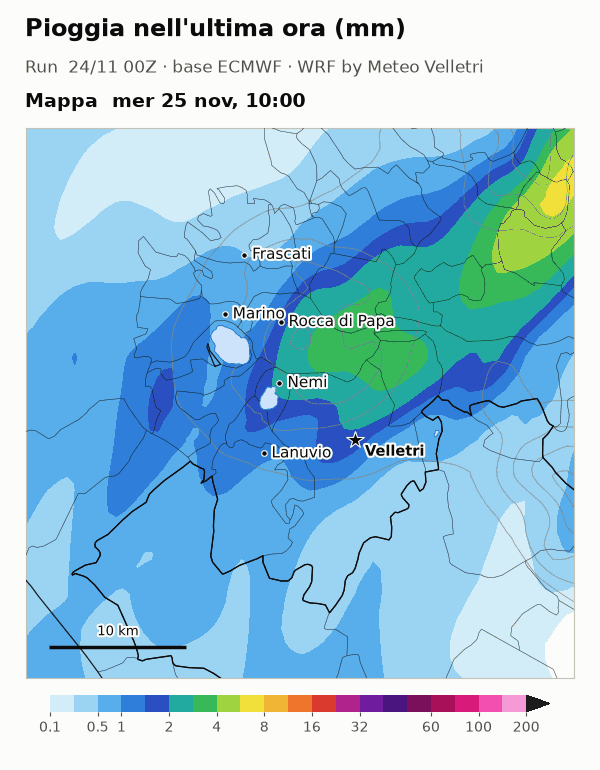 Pioggia nell'ultima ora (mm)
Run  24/11 00Z · base ECMWF · WRF by Meteo Velletri
Mappa  mer 25 nov, 10:00
Frascati
Marino
Rocca di Papa
Nemi
Velletri
Lanuvio
10 km
0.1 0.5 1 2 4 8 16 32 60 100 200